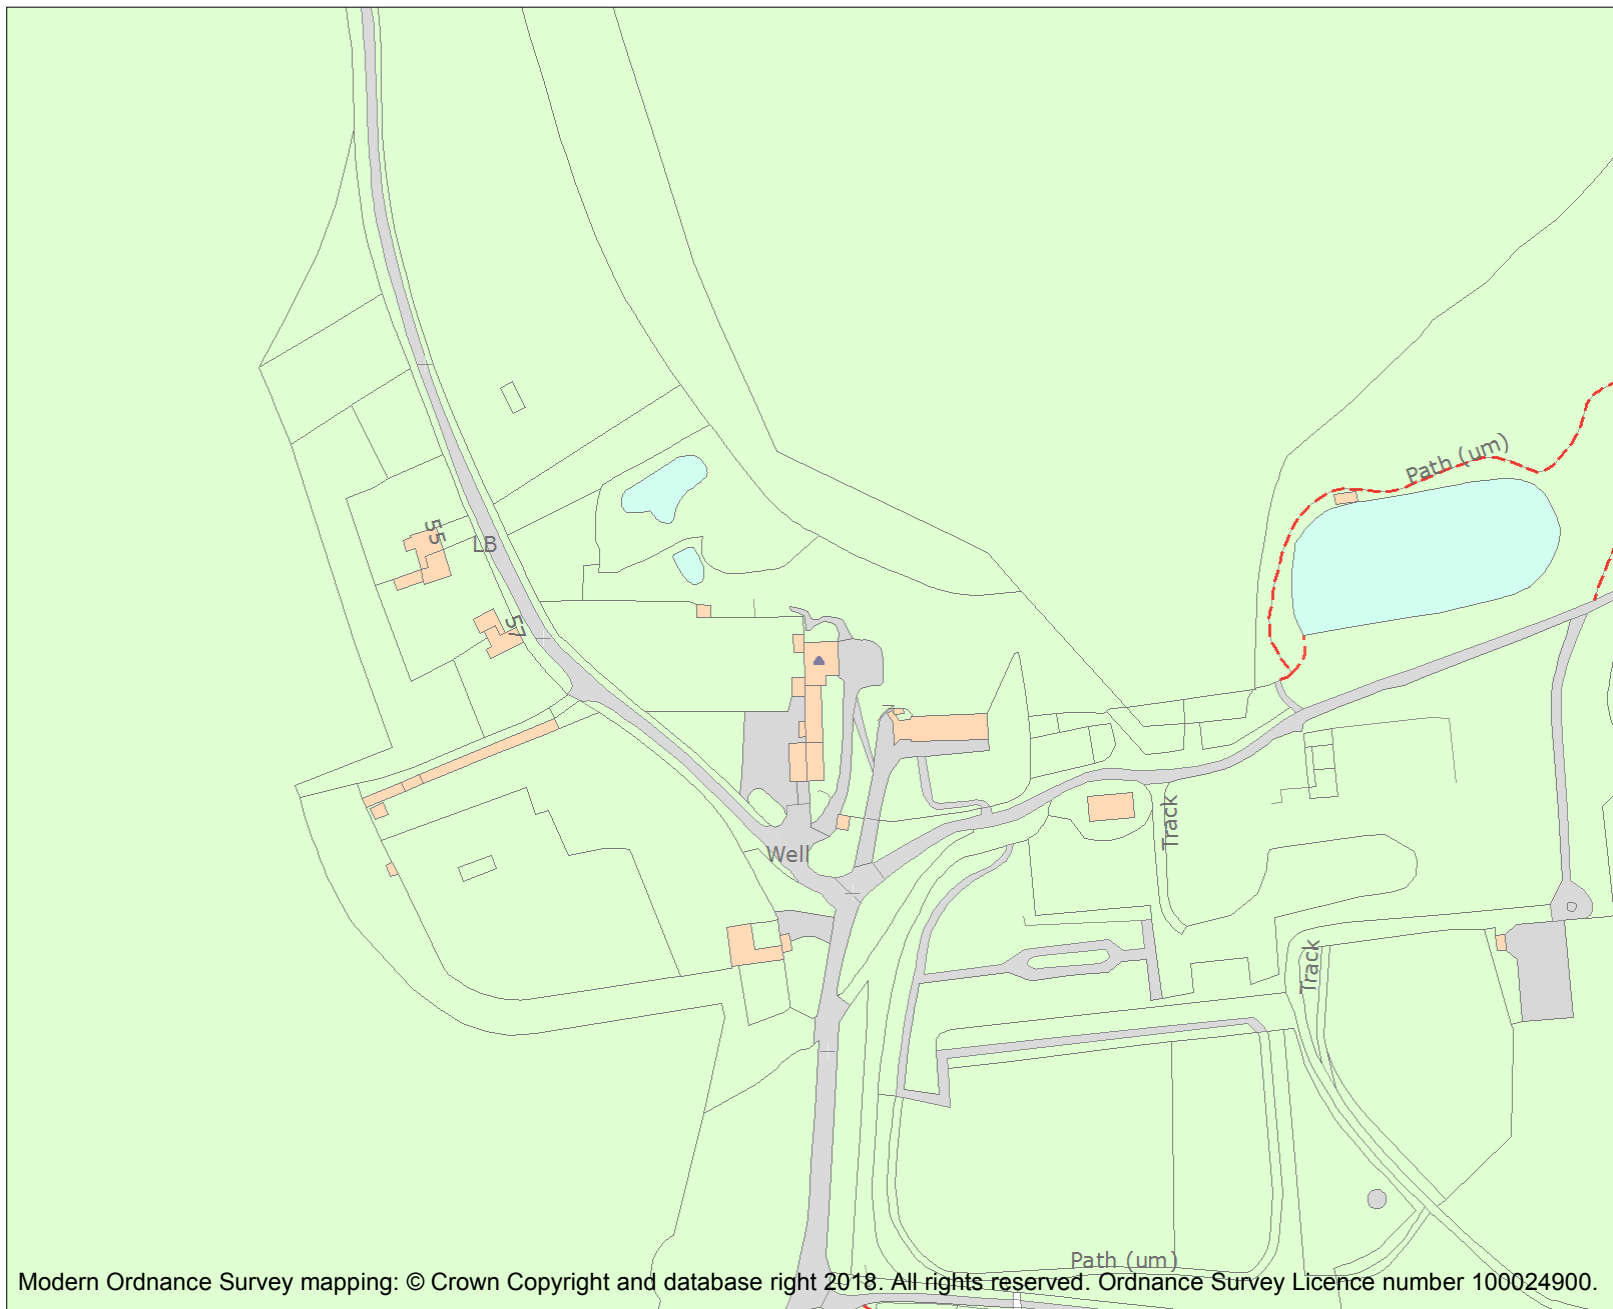 Path (um)
55
LB
57
Track
Well
Track
Path (um)
Modern Ordnance Survey mapping: © Crown Copyright and database right 2018. All rights reserved. Ordnance Survey Licence number 100024900.